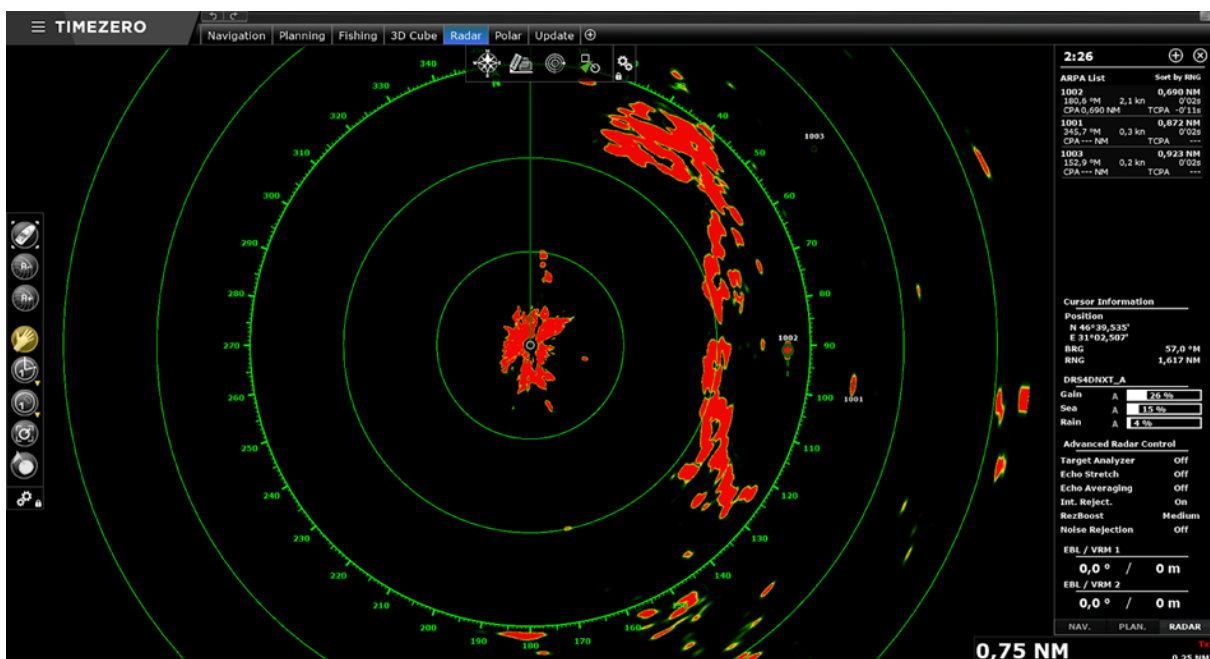 TIMEZERO
Navigation Planning Fishing 3D Cube Radar Polar Update
2:26
ARPA List Sort by RNG
1002 0,690 NM
180,6 °M 2,1 kn 0'02s
CPA 0,690 NM TCPA -0'11s
1001 0,872 NM
345,7 °M 0,3 kn 0'02s
CPA --- NM TCPA ---
1003 0,923 NM
152,9 °M 0,2 kn 0'02s
CPA --- NM TCPA ---
340
330
320
310
300
290
280
270
260
250
240
230
220
210
200
190
180
170
160
140
130
120
110
100
90
80
70
60
50
40
1003
1002
1001
Cursor Information
Position
N 46°39,535'
E 31°02,507'
BRG 57,0 °M
RNG 1,617 NM
DRS4DNXT_A
Gain A 26 %
Sea A 15 %
Rain A 4 %
Advanced Radar Control
Target Analyzer Off
Echo Stretch Off
Echo Averaging Off
Int. Reject. On
RezBoost Medium
Noise Rejection Off
EBL / VRM 1
0,0 ° / 0 m
EBL / VRM 2
0,0 ° / 0 m
NAV. PLAN. RADAR
0,75 NM
Tx
0,25 NM